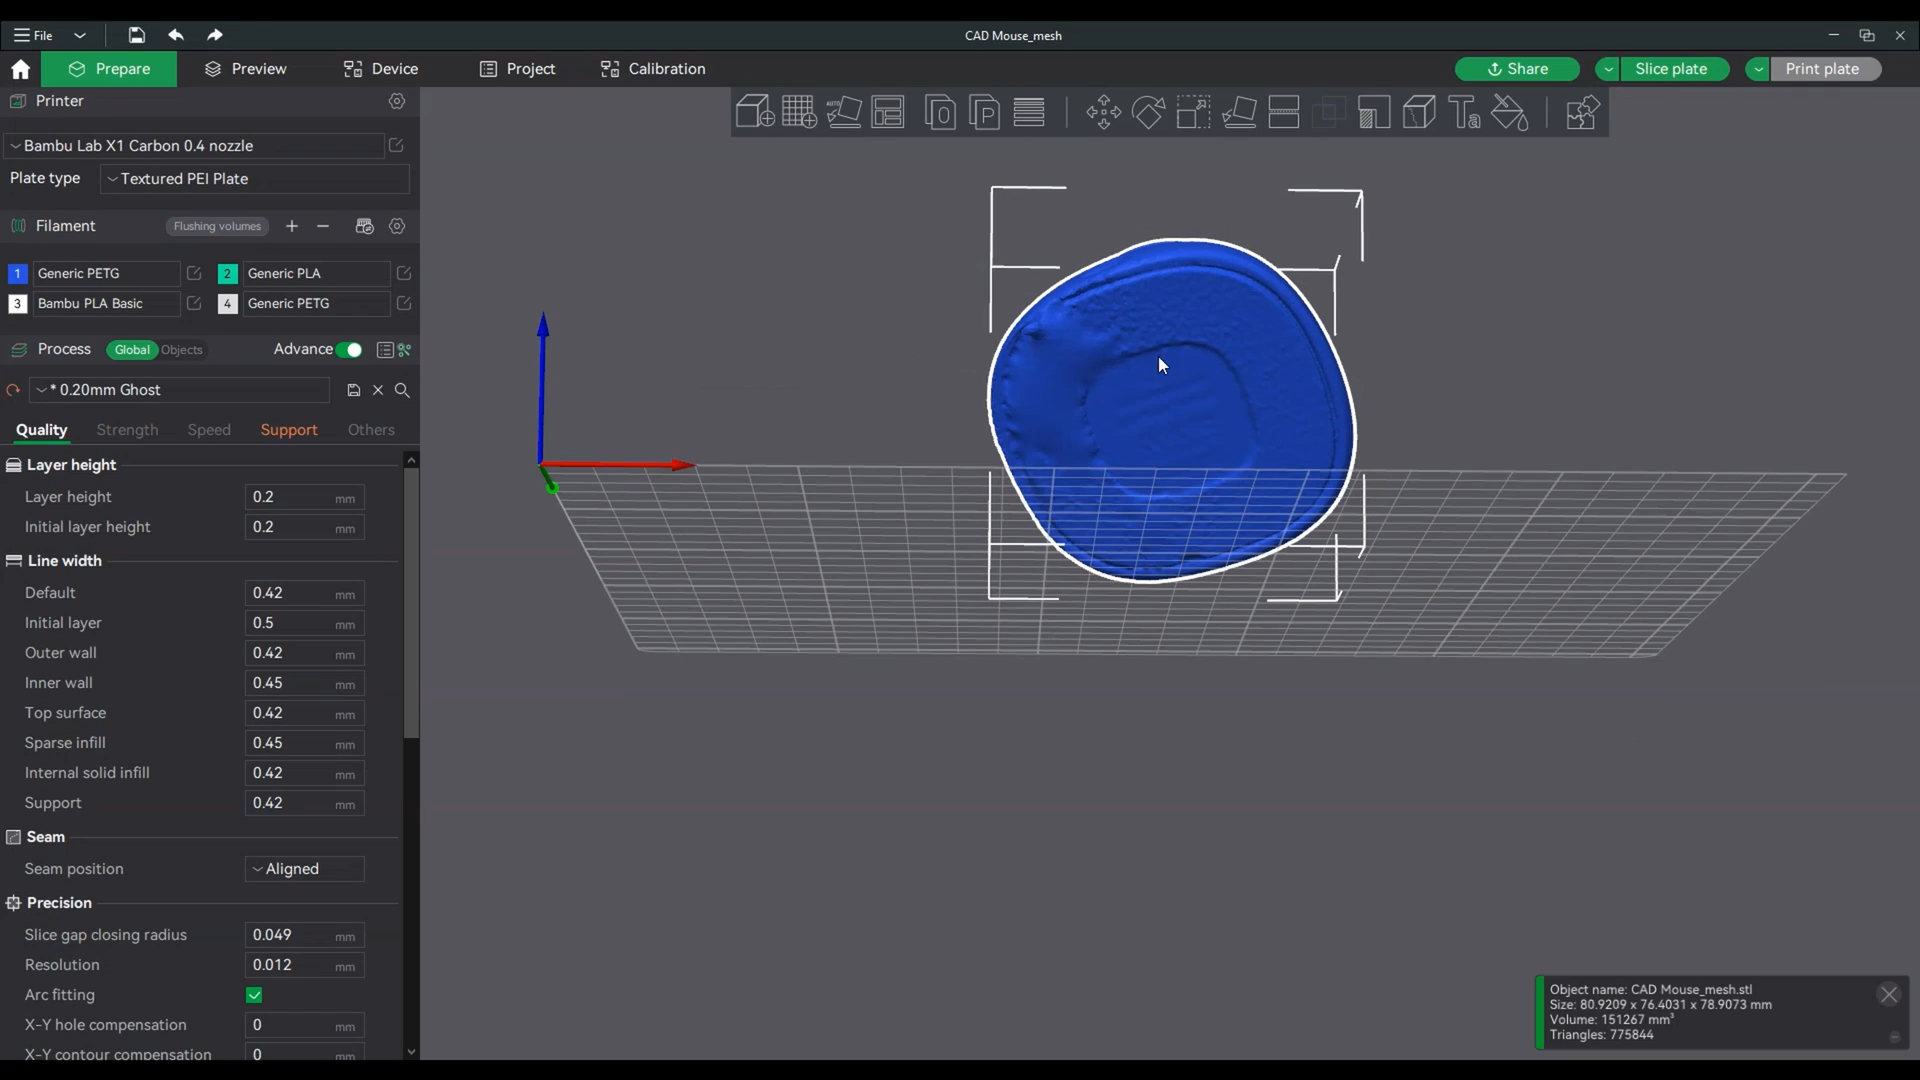 File
CAD Mouse_mesh
Prepare
Preview
Device
Project
Calibration
Share
Slice plate
Print plate
Printer
Bambu Lab X1 Carbon 0.4 nozzle
Plate type
Textured PEI Plate
Filament
Flushing volumes
1 Generic PETG
2 Generic PLA
3 Bambu PLA Basic
4 Generic PETG
Process
Global Objects
Advance
* 0.20mm Ghost
Quality Strength Speed Support Others
Layer height
Layer height 0.2 mm
Initial layer height 0.2 mm
Line width
Default 0.42 mm
Initial layer 0.5 mm
Outer wall 0.42 mm
Inner wall 0.45 mm
Top surface 0.42 mm
Sparse infill 0.45 mm
Internal solid infill 0.42 mm
Support 0.42 mm
Seam
Seam position Aligned
Precision
Slice gap closing radius 0.049 mm
Resolution 0.012 mm
Arc fitting
X-Y hole compensation 0 mm
X-Y contour compensation 0 mm
AUTO
O
P
Ta
Object name: CAD Mouse_mesh.stl
Size: 80.9209 x 76.4031 x 78.9073 mm
Volume: 151267 mm³
Triangles: 775844